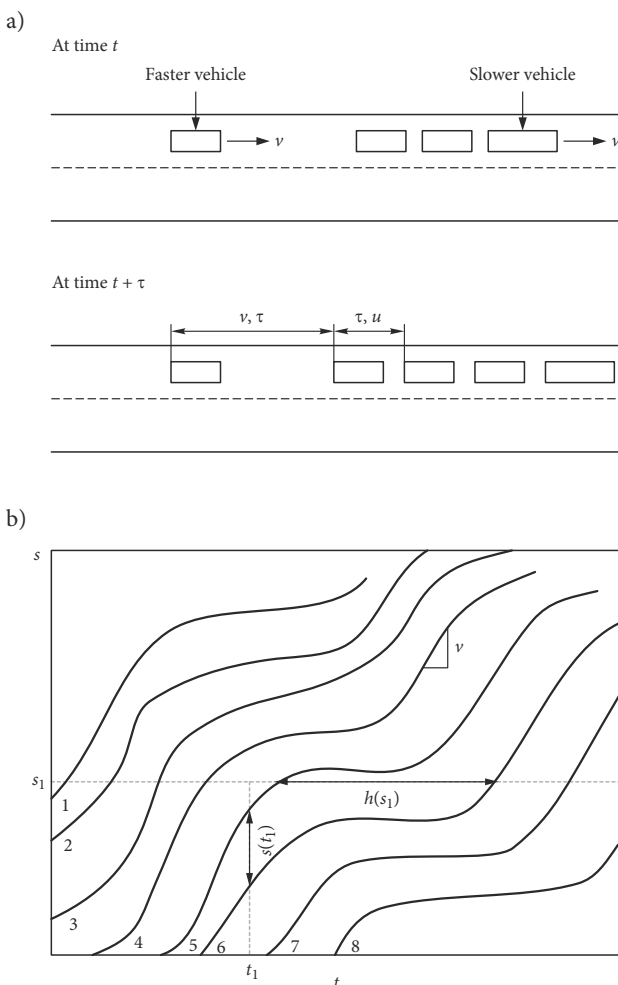 a)
At time t
Faster vehicle
Slower vehicle
v
v
At time t + τ
v, τ
τ, u
b)
s
v
s1
h(s1)
s(t1)
1
2
3
4
5
6
7
8
t1
t